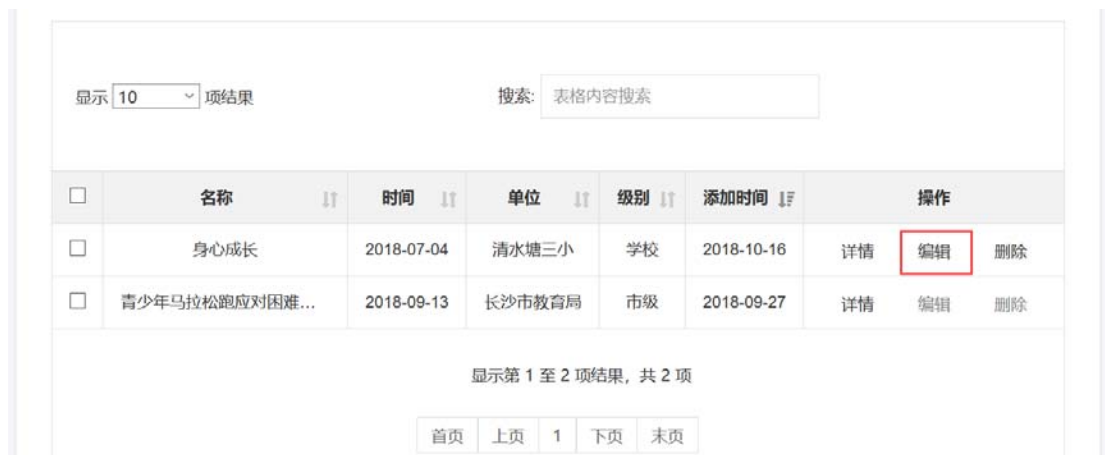 显示 10 项结果 搜索: 表格内容搜索
名称 时间 单位 级别 添加时间 操作
身心成长 2018-07-04 清水塘三小 学校 2018-10-16 详情 编辑 删除
青少年马拉松跑应对困难... 2018-09-13 长沙市教育局 市级 2018-09-27 详情 编辑 删除
显示第 1 至 2 项结果, 共 2 项
首页 上页 1 下页 末页